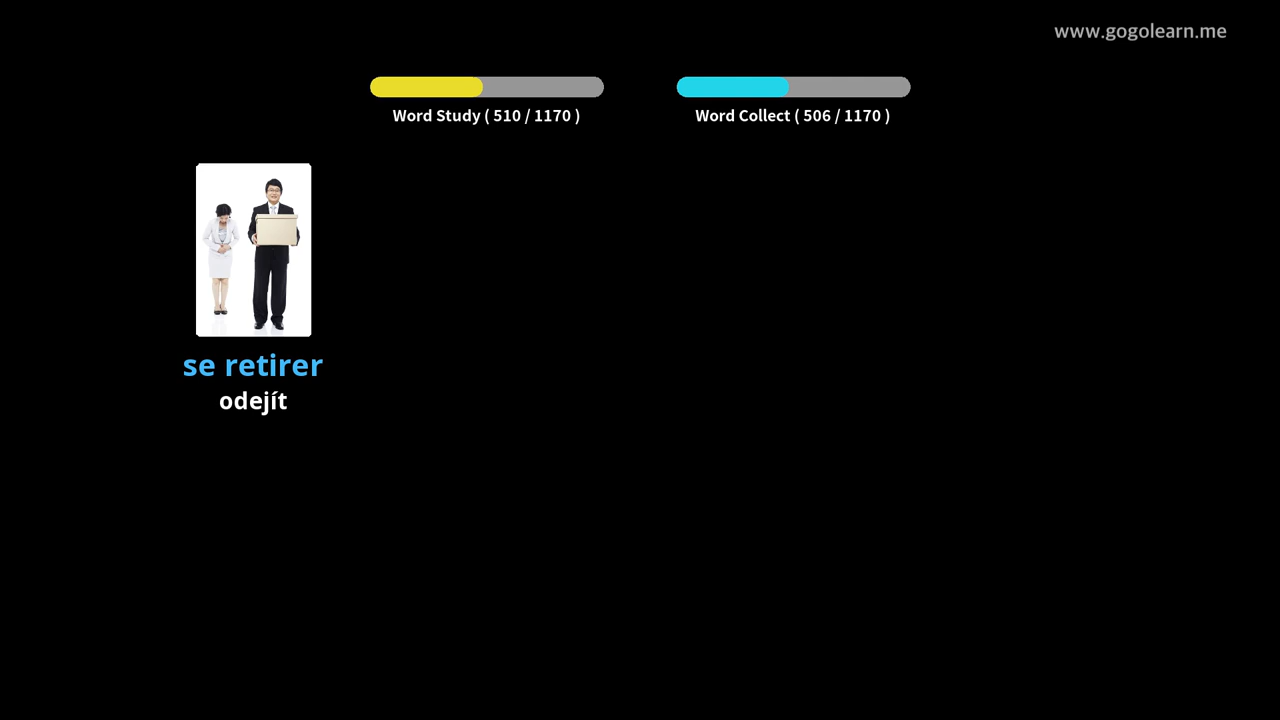 www.gogolearn.me
Word Study ( 510 / 1170 )
Word Collect ( 506 / 1170 )
se retirer
odejít